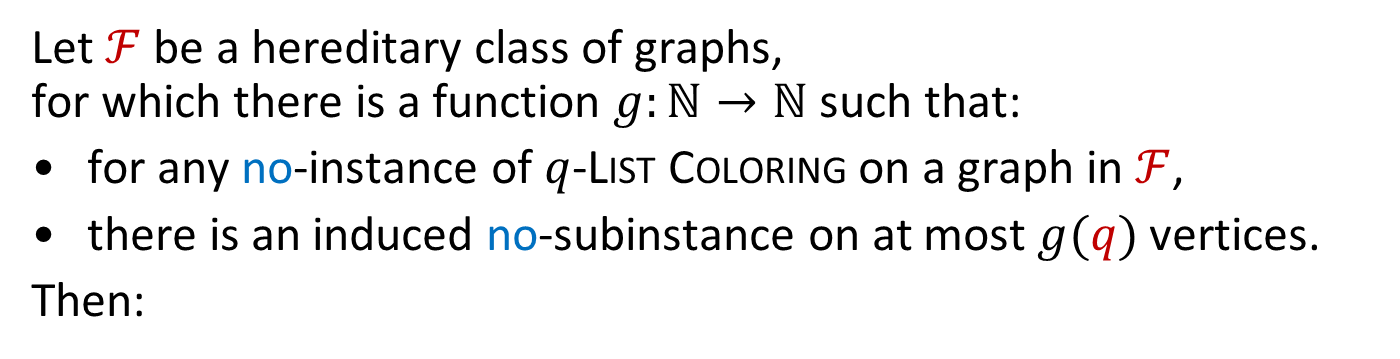 Let ℱ be a hereditary class of graphs,
for which there is a function 𝑔: ℕ → ℕ such that:
• for any no-instance of 𝑞-LIST COLORING on a graph in ℱ,
• there is an induced no-subinstance on at most 𝑔(𝑞) vertices.
Then: